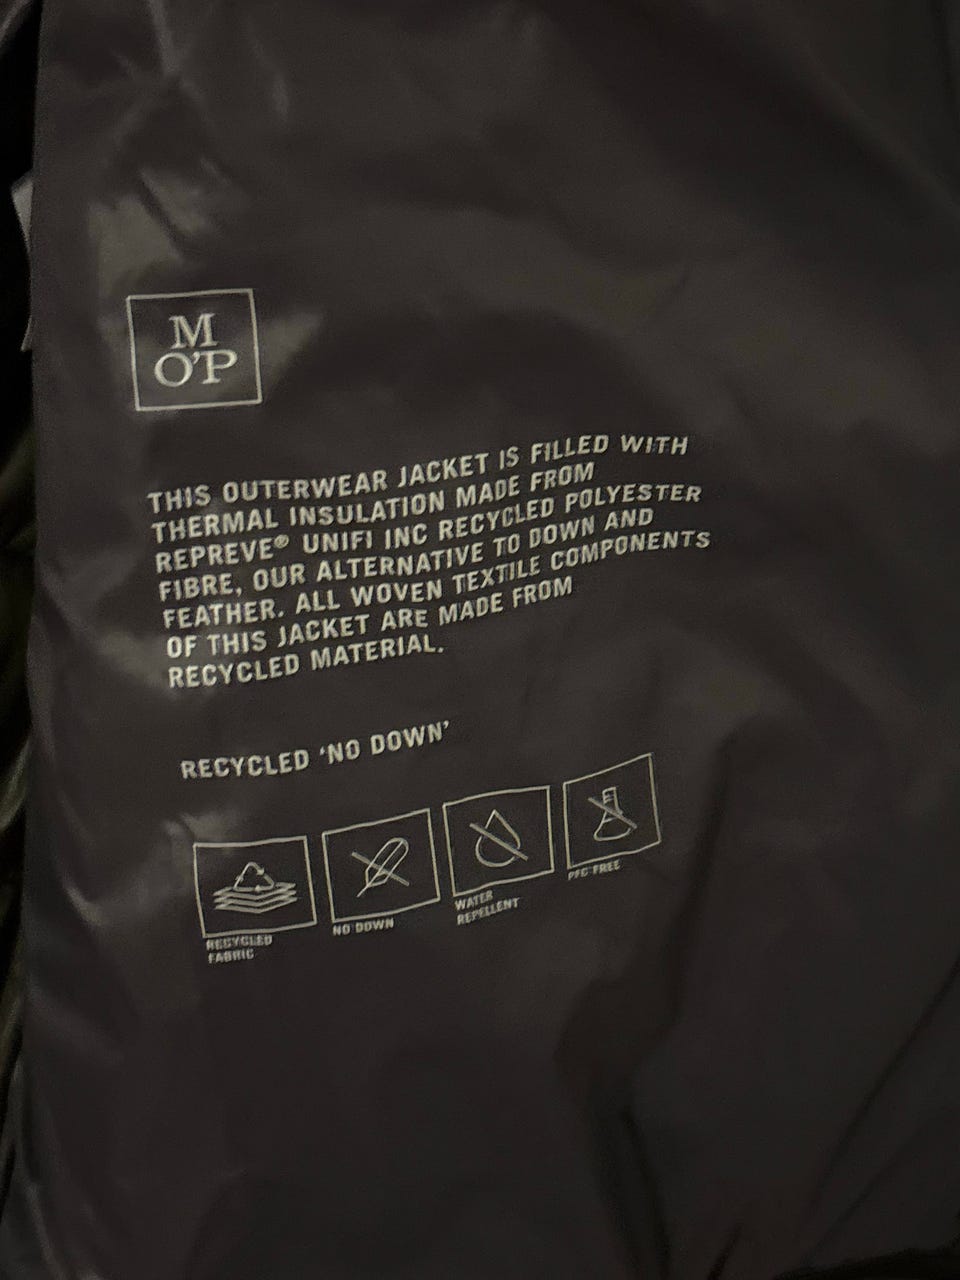 M
O'P
THIS OUTERWEAR JACKET IS FILLED WITH
THERMAL INSULATION MADE FROM
REPREVE® UNIFI INC RECYCLED POLYESTER
FIBRE, OUR ALTERNATIVE TO DOWN AND
FEATHER. ALL WOVEN TEXTILE COMPONENTS
OF THIS JACKET ARE MADE FROM
RECYCLED MATERIAL.
RECYCLED 'NO DOWN'
RECYCLED
FABRIC
NO DOWN
WATER
REPELLENT
PFC FREE